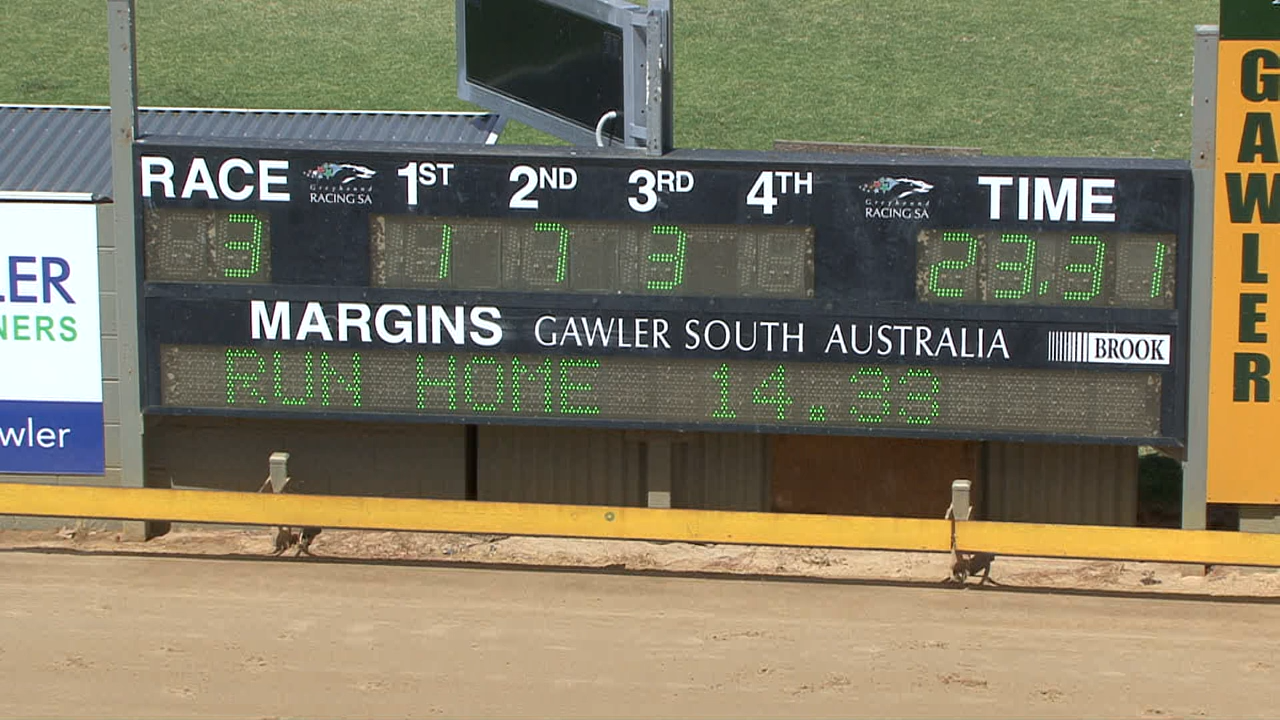 RACE 1ST 2ND 3RD 4TH TIME
Greyhound RACING SA
Greyhound RACING SA
3 1 7 3 23.31
MARGINS GAWLER SOUTH AUSTRALIA BROOK
RUN HOME 14.33
GAWLER
LER
NERS
wler